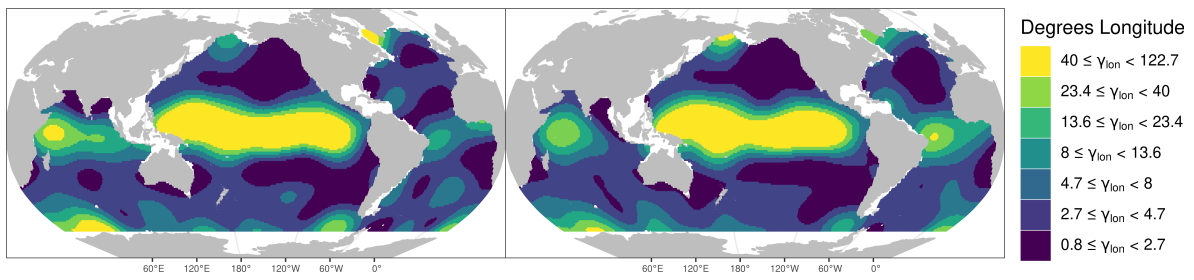 Degrees Longitude
40 ≤ γlon < 122.7
23.4 ≤ γlon < 40
13.6 ≤ γlon < 23.4
8 ≤ γlon < 13.6
4.7 ≤ γlon < 8
2.7 ≤ γlon < 4.7
0.8 ≤ γlon < 2.7
60°E 120°E 180° 120°W 60°W 0° 60°E 120°E 180° 120°W 60°W 0°